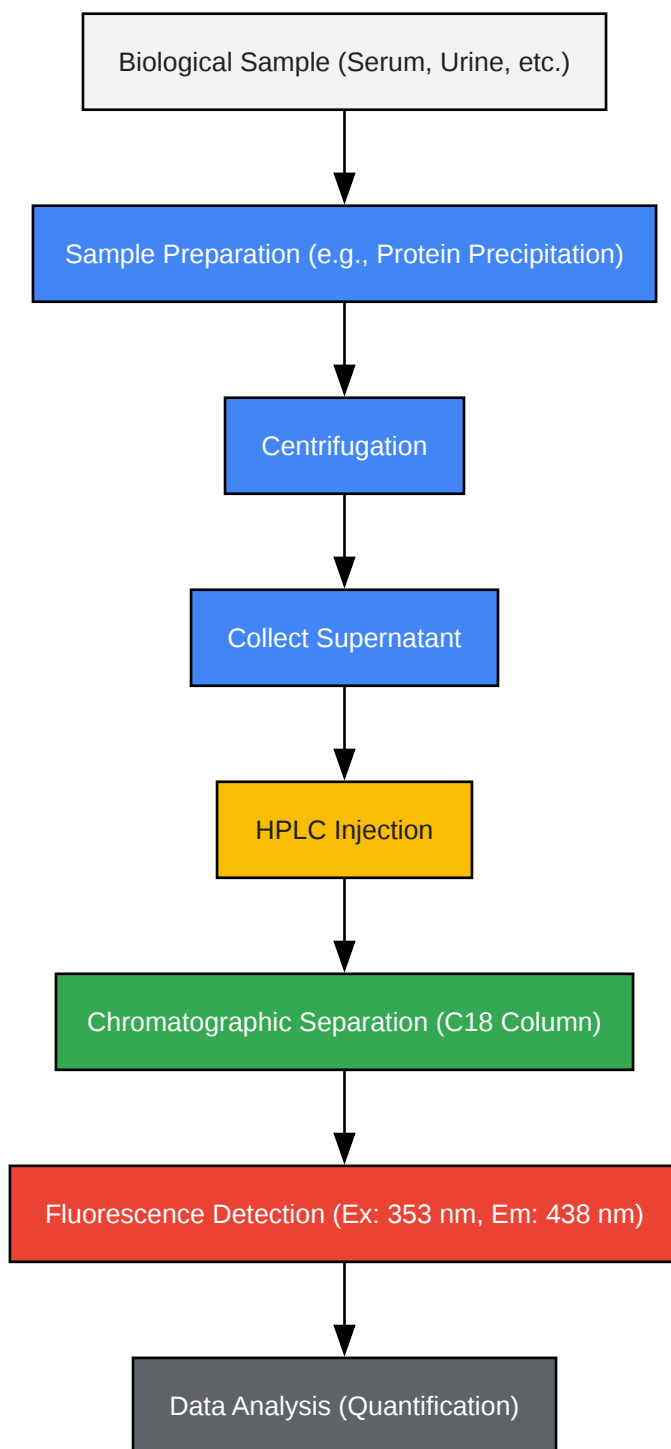 Biological Sample (Serum, Urine, etc.)
Sample Preparation (e.g., Protein Precipitation)
Centrifugation
Collect Supernatant
HPLC Injection
Chromatographic Separation (C18 Column)
Fluorescence Detection (Ex: 353 nm, Em: 438 nm)
Data Analysis (Quantification)